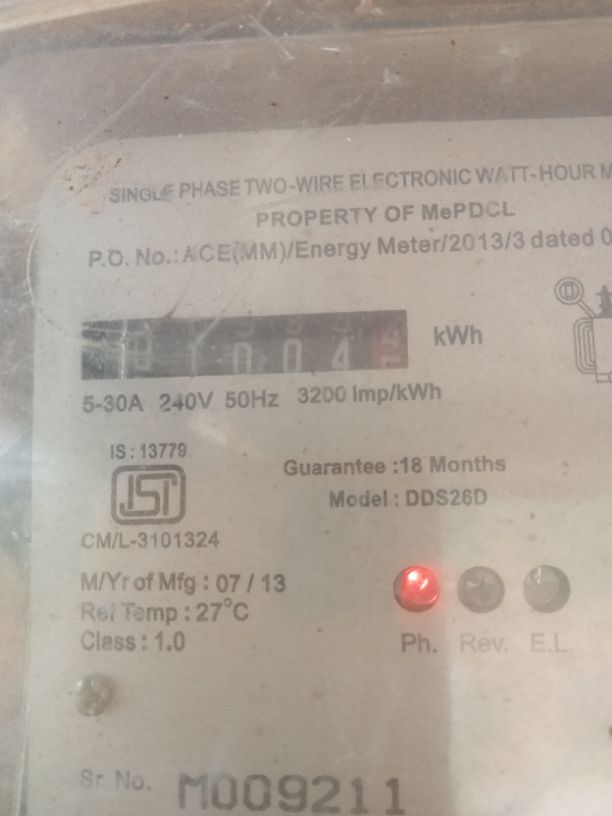 SINGLE PHASE TWO-WIRE ELECTRONIC WATT-HOUR M
PROPERTY OF MePDCL
P.O. No.: ACE(MM)/Energy Meter/2013/3 dated 0
01004 kWh
5-30A 240V 50Hz 3200 Imp/kWh
IS : 13779
Guarantee : 18 Months
Model : DDS26D
CM/L-3101324
M/Yr of Mfg : 07 / 13
Ref Temp : 27°C
Class : 1.0
Ph. Rev. E.L.
Sr. No. M009211